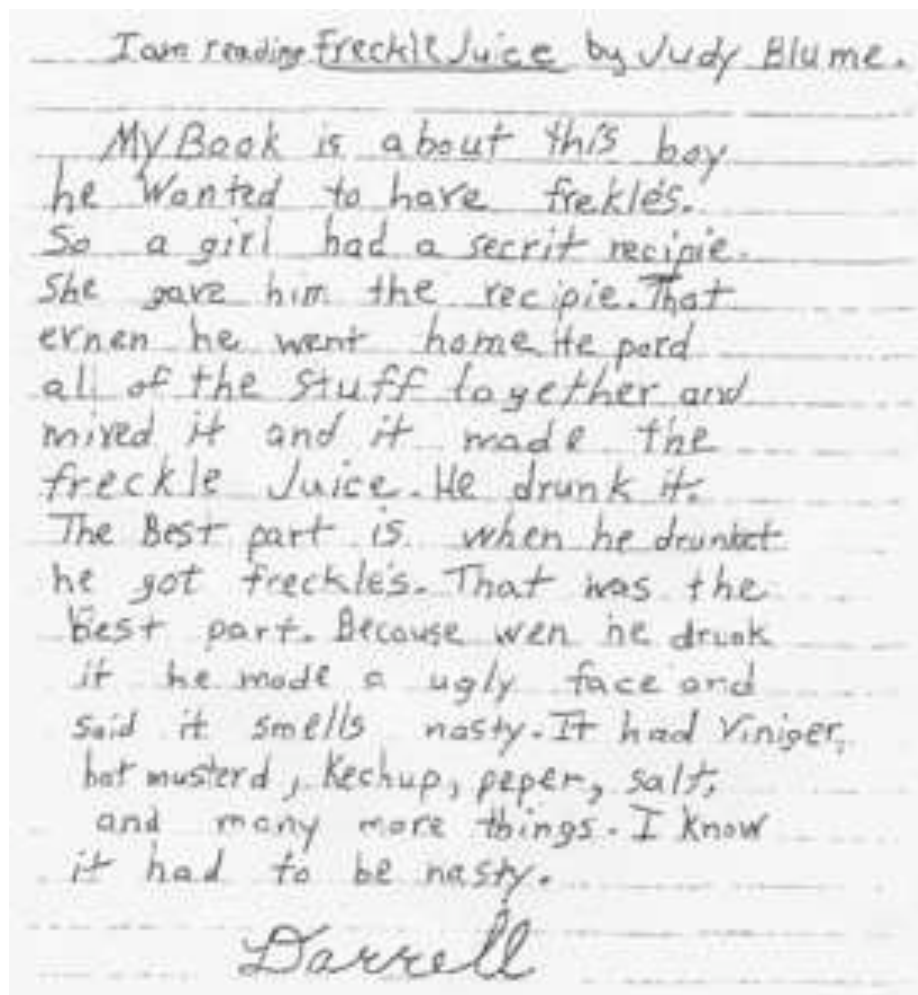 I am reading Freckle Juice by Judy Blume.
My Book is about this boy
he Wanted to have frekle's.
So a girl had a secrit recipie.
She gave him the recipie. That
ernen he went home He pord
all of the stuff together and
mixed it and it made the
freckle Juice. He drunk it.
The Best part is when he drunket
he got freckle's. That was the
best part. Because wen he drunk
it he made a ugly face and
said it smells nasty. It had Viniger,
hot musterd, Kechup, peper, salt,
and many more things. I know
it had to be nasty.
Darrell